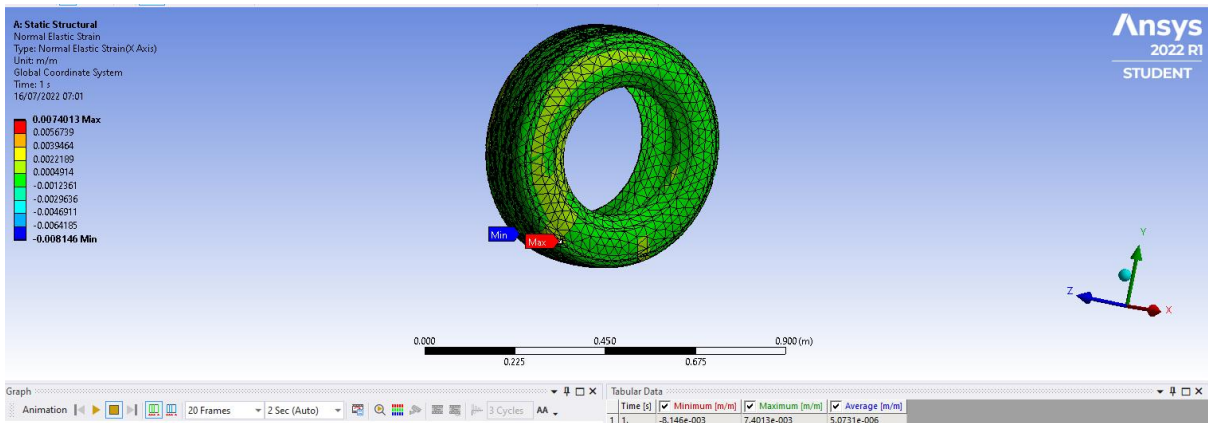 A: Static Structural
Normal Elastic Strain
Type: Normal Elastic Strain(X Axis)
Unit: m/m
Global Coordinate System
Time: 1 s
16/07/2022 07:01
0.0074013 Max
0.0056739
0.0039464
0.0022189
0.0004914
-0.0012361
-0.0029636
-0.0046911
-0.0064185
-0.008146 Min
Ansys
2022 R1
STUDENT
Min
Max
Y
Z
X
0.000 0.450 0.900 (m)
0.225 0.675
Graph
Animation 20 Frames 2 Sec (Auto) 3 Cycles AA
Tabular Data
Time [s] Minimum [m/m] Maximum [m/m] Average [m/m]
1 1. -8.146e-003 7.4013e-003 5.0731e-006